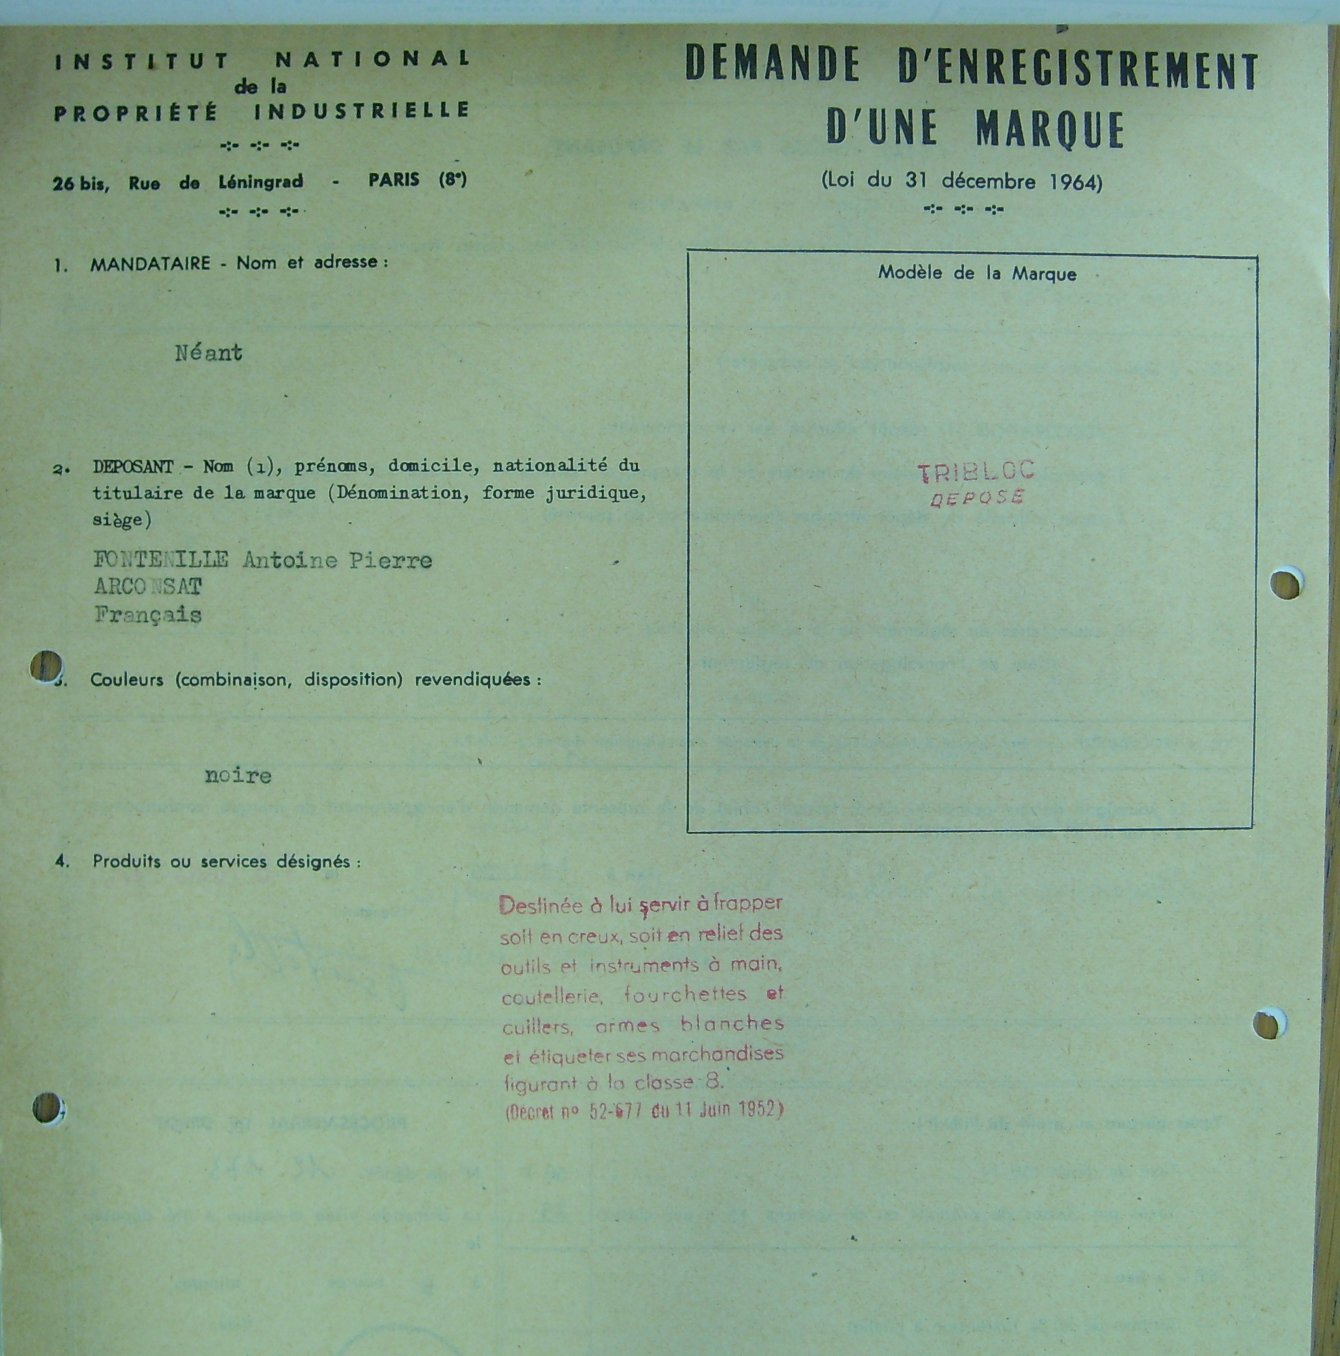 INSTITUT NATIONAL
de la
PROPRIÉTÉ INDUSTRIELLE
-:- -:- -:-
26 bis, Rue de Léningrad - PARIS (8e)
-:- -:- -:-
DEMANDE D'ENREGISTREMENT
D'UNE MARQUE
(Loi du 31 décembre 1964)
-:- -:- -:-
1. MANDATAIRE - Nom et adresse :
Néant
2. DEPOSANT - Nom (1), prénoms, domicile, nationalité du
titulaire de la marque (Dénomination, forme juridique,
siège)
FONTENILLE Antoine Pierre
ARCONSAT
Français
3. Couleurs (combinaison, disposition) revendiquées :
noire
Modèle de la Marque
TRIBLOC
DEPOSE
4. Produits ou services désignés :
Destinée à lui servir à frapper
soit en creux, soit en relief des
outils et instruments à main,
coutellerie, fourchettes et
cuillers, armes blanches
et étiqueter ses marchandises
figurant à la classe 8.
(Décret nº 52-677 du 11 Juin 1952)